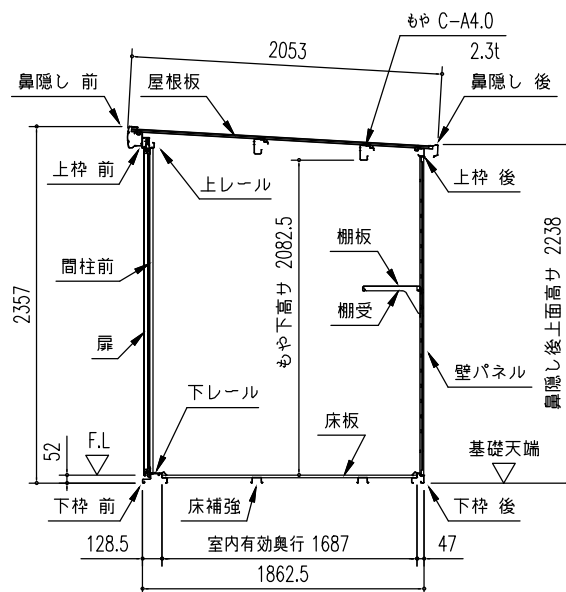 もや C-A4.0
2053
2.3t
鼻隠し 前
屋根板
鼻隠し 後
上枠 前
上レール
上枠 後
間柱前
もや下高サ 2082.5
棚板
棚受
2357
扉
壁パネル
鼻隠し後上面高サ 2238
下レール
床板
F.L
52
基礎天端
下枠 前
床補強
下枠 後
128.5
室内有効奥行 1687
47
1862.5